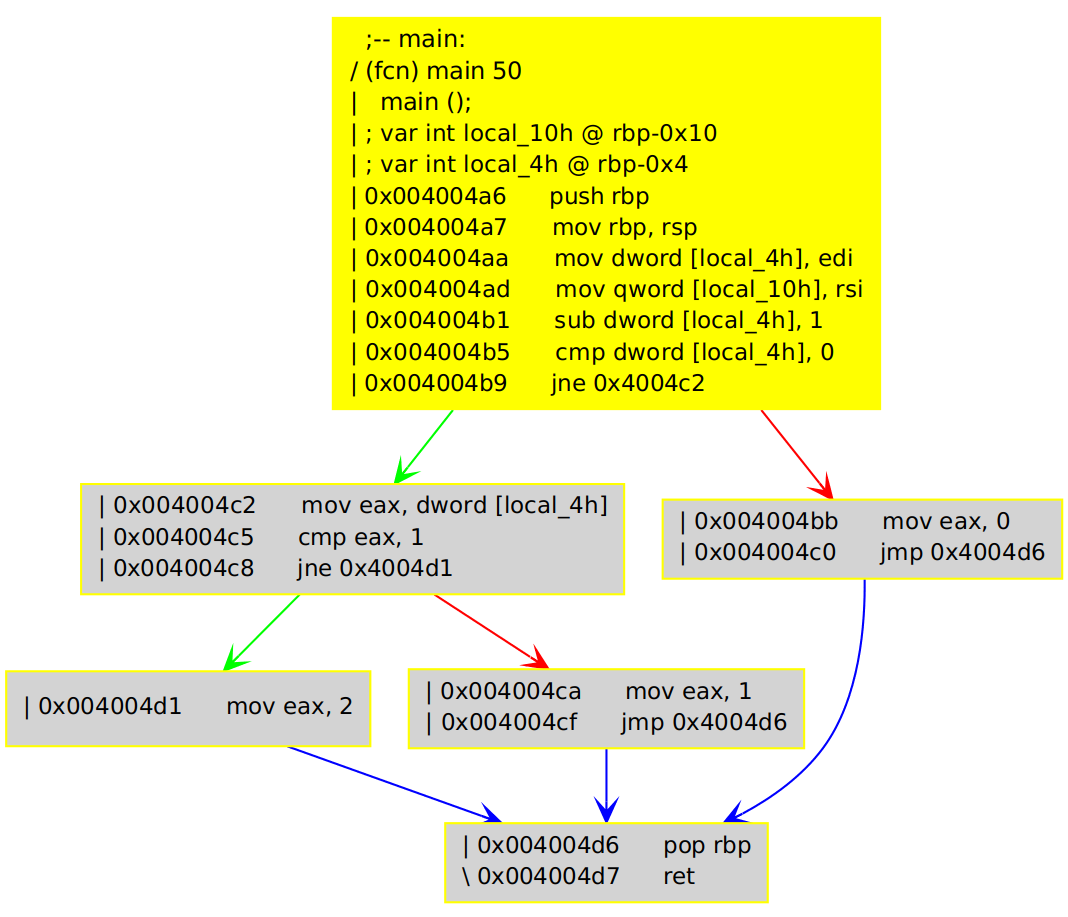 ;-- main:
/ (fcn) main 50
| main ();
| ; var int local_10h @ rbp-0x10
| ; var int local_4h @ rbp-0x4
| 0x004004a6 push rbp
| 0x004004a7 mov rbp, rsp
| 0x004004aa mov dword [local_4h], edi
| 0x004004ad mov qword [local_10h], rsi
| 0x004004b1 sub dword [local_4h], 1
| 0x004004b5 cmp dword [local_4h], 0
| 0x004004b9 jne 0x4004c2
| 0x004004c2 mov eax, dword [local_4h]
| 0x004004c5 cmp eax, 1
| 0x004004c8 jne 0x4004d1
| 0x004004bb mov eax, 0
| 0x004004c0 jmp 0x4004d6
| 0x004004d1 mov eax, 2
| 0x004004ca mov eax, 1
| 0x004004cf jmp 0x4004d6
| 0x004004d6 pop rbp
\ 0x004004d7 ret